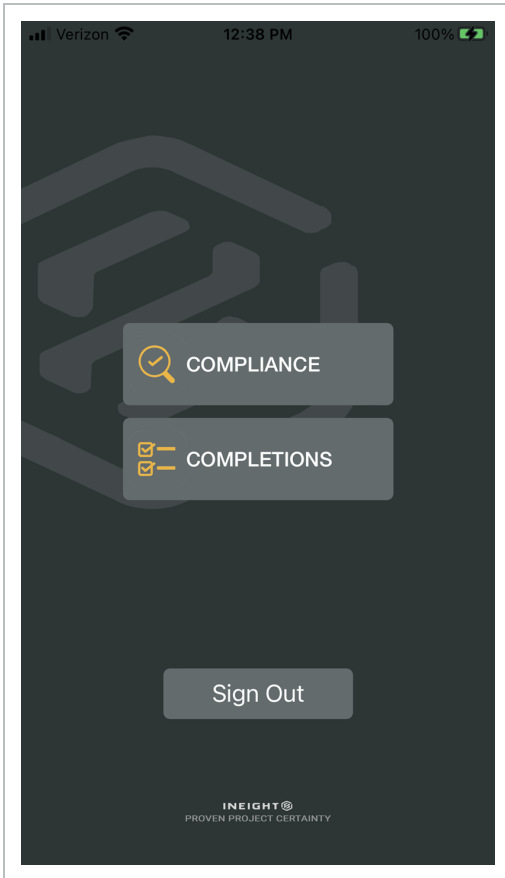 Verizon 12:38 PM 100%
COMPLIANCE
COMPLETIONS
Sign Out
INEIGHT
PROVEN PROJECT CERTAINTY